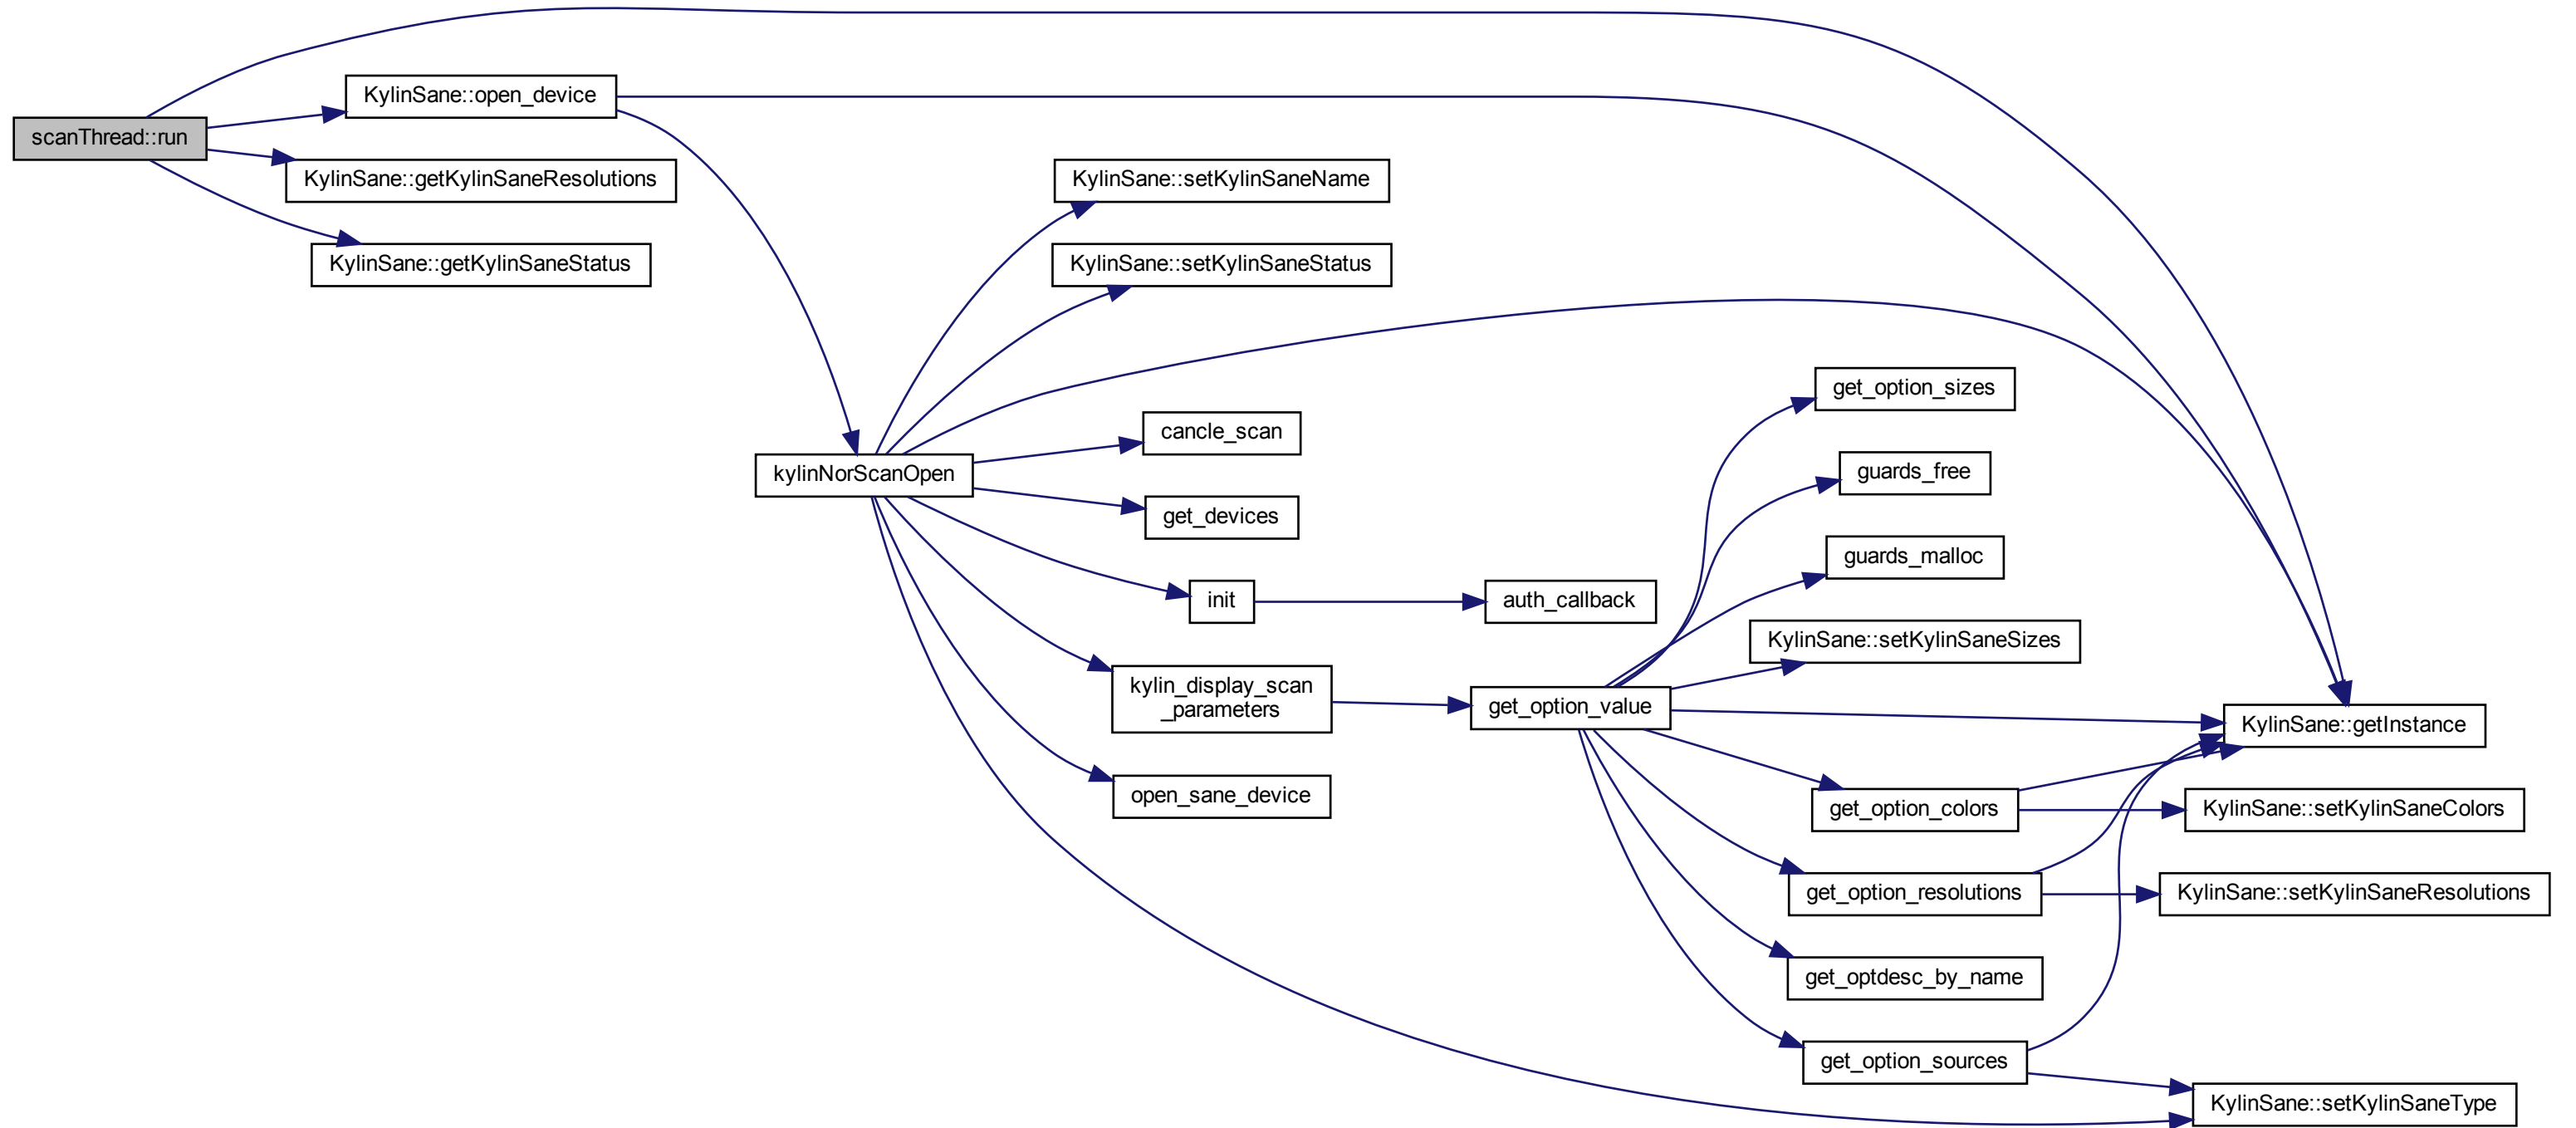 scanThread::run
KylinSane::open_device
KylinSane::getKylinSaneResolutions
KylinSane::getKylinSaneStatus
kylinNorScanOpen
KylinSane::setKylinSaneName
KylinSane::setKylinSaneStatus
cancle_scan
get_devices
init
auth_callback
kylin_display_scan
_parameters
open_sane_device
get_option_value
get_option_sizes
guards_free
guards_malloc
KylinSane::setKylinSaneSizes
KylinSane::getInstance
get_option_colors
KylinSane::setKylinSaneColors
get_option_resolutions
KylinSane::setKylinSaneResolutions
get_optdesc_by_name
get_option_sources
KylinSane::setKylinSaneType